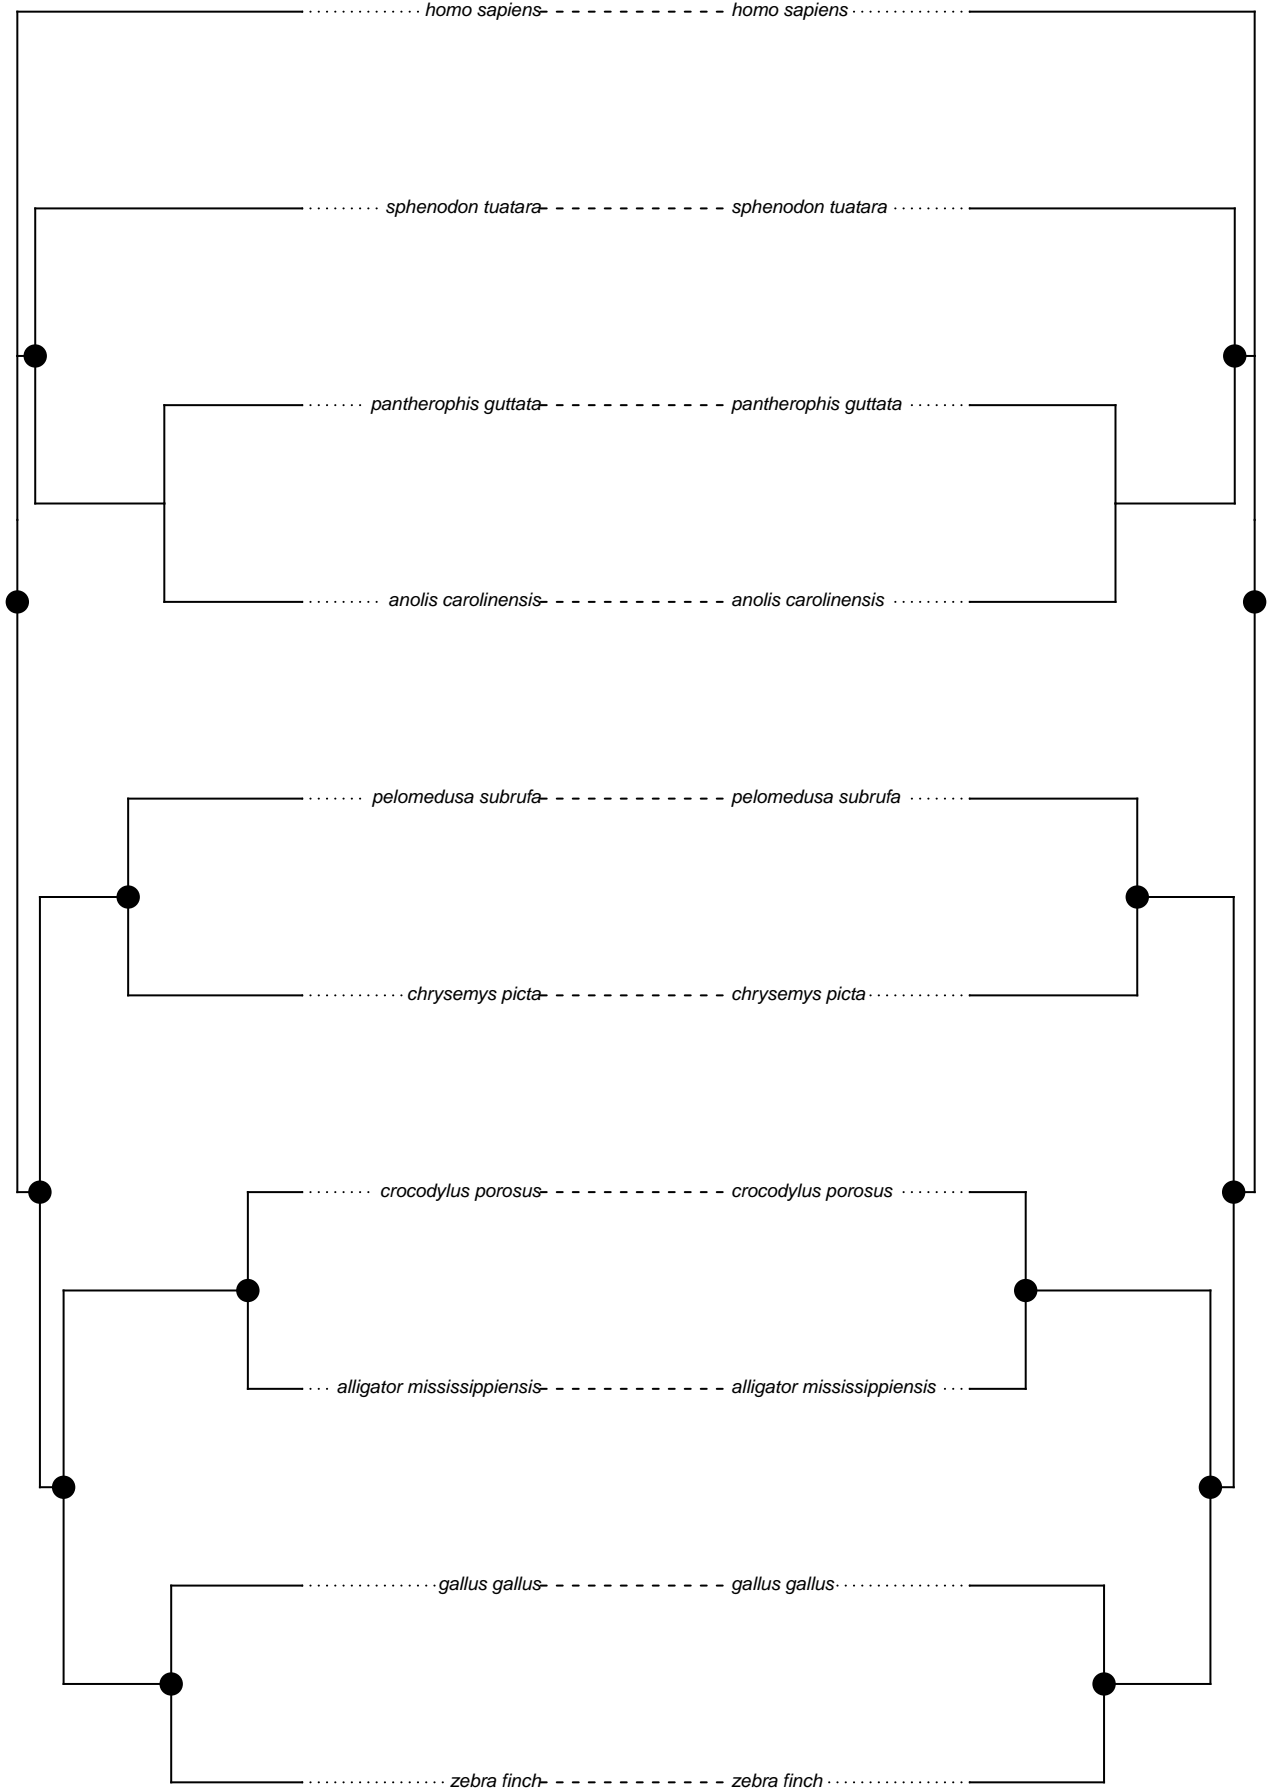 homo sapiens homo sapiens
sphenodon tuatara sphenodon tuatara
pantherophis guttata pantherophis guttata
anolis carolinensis anolis carolinensis
pelomedusa subrufa pelomedusa subrufa
chrysemys picta chrysemys picta
crocodylus porosus crocodylus porosus
alligator mississippiensis alligator mississippiensis
gallus gallus gallus gallus
zebra finch zebra finch